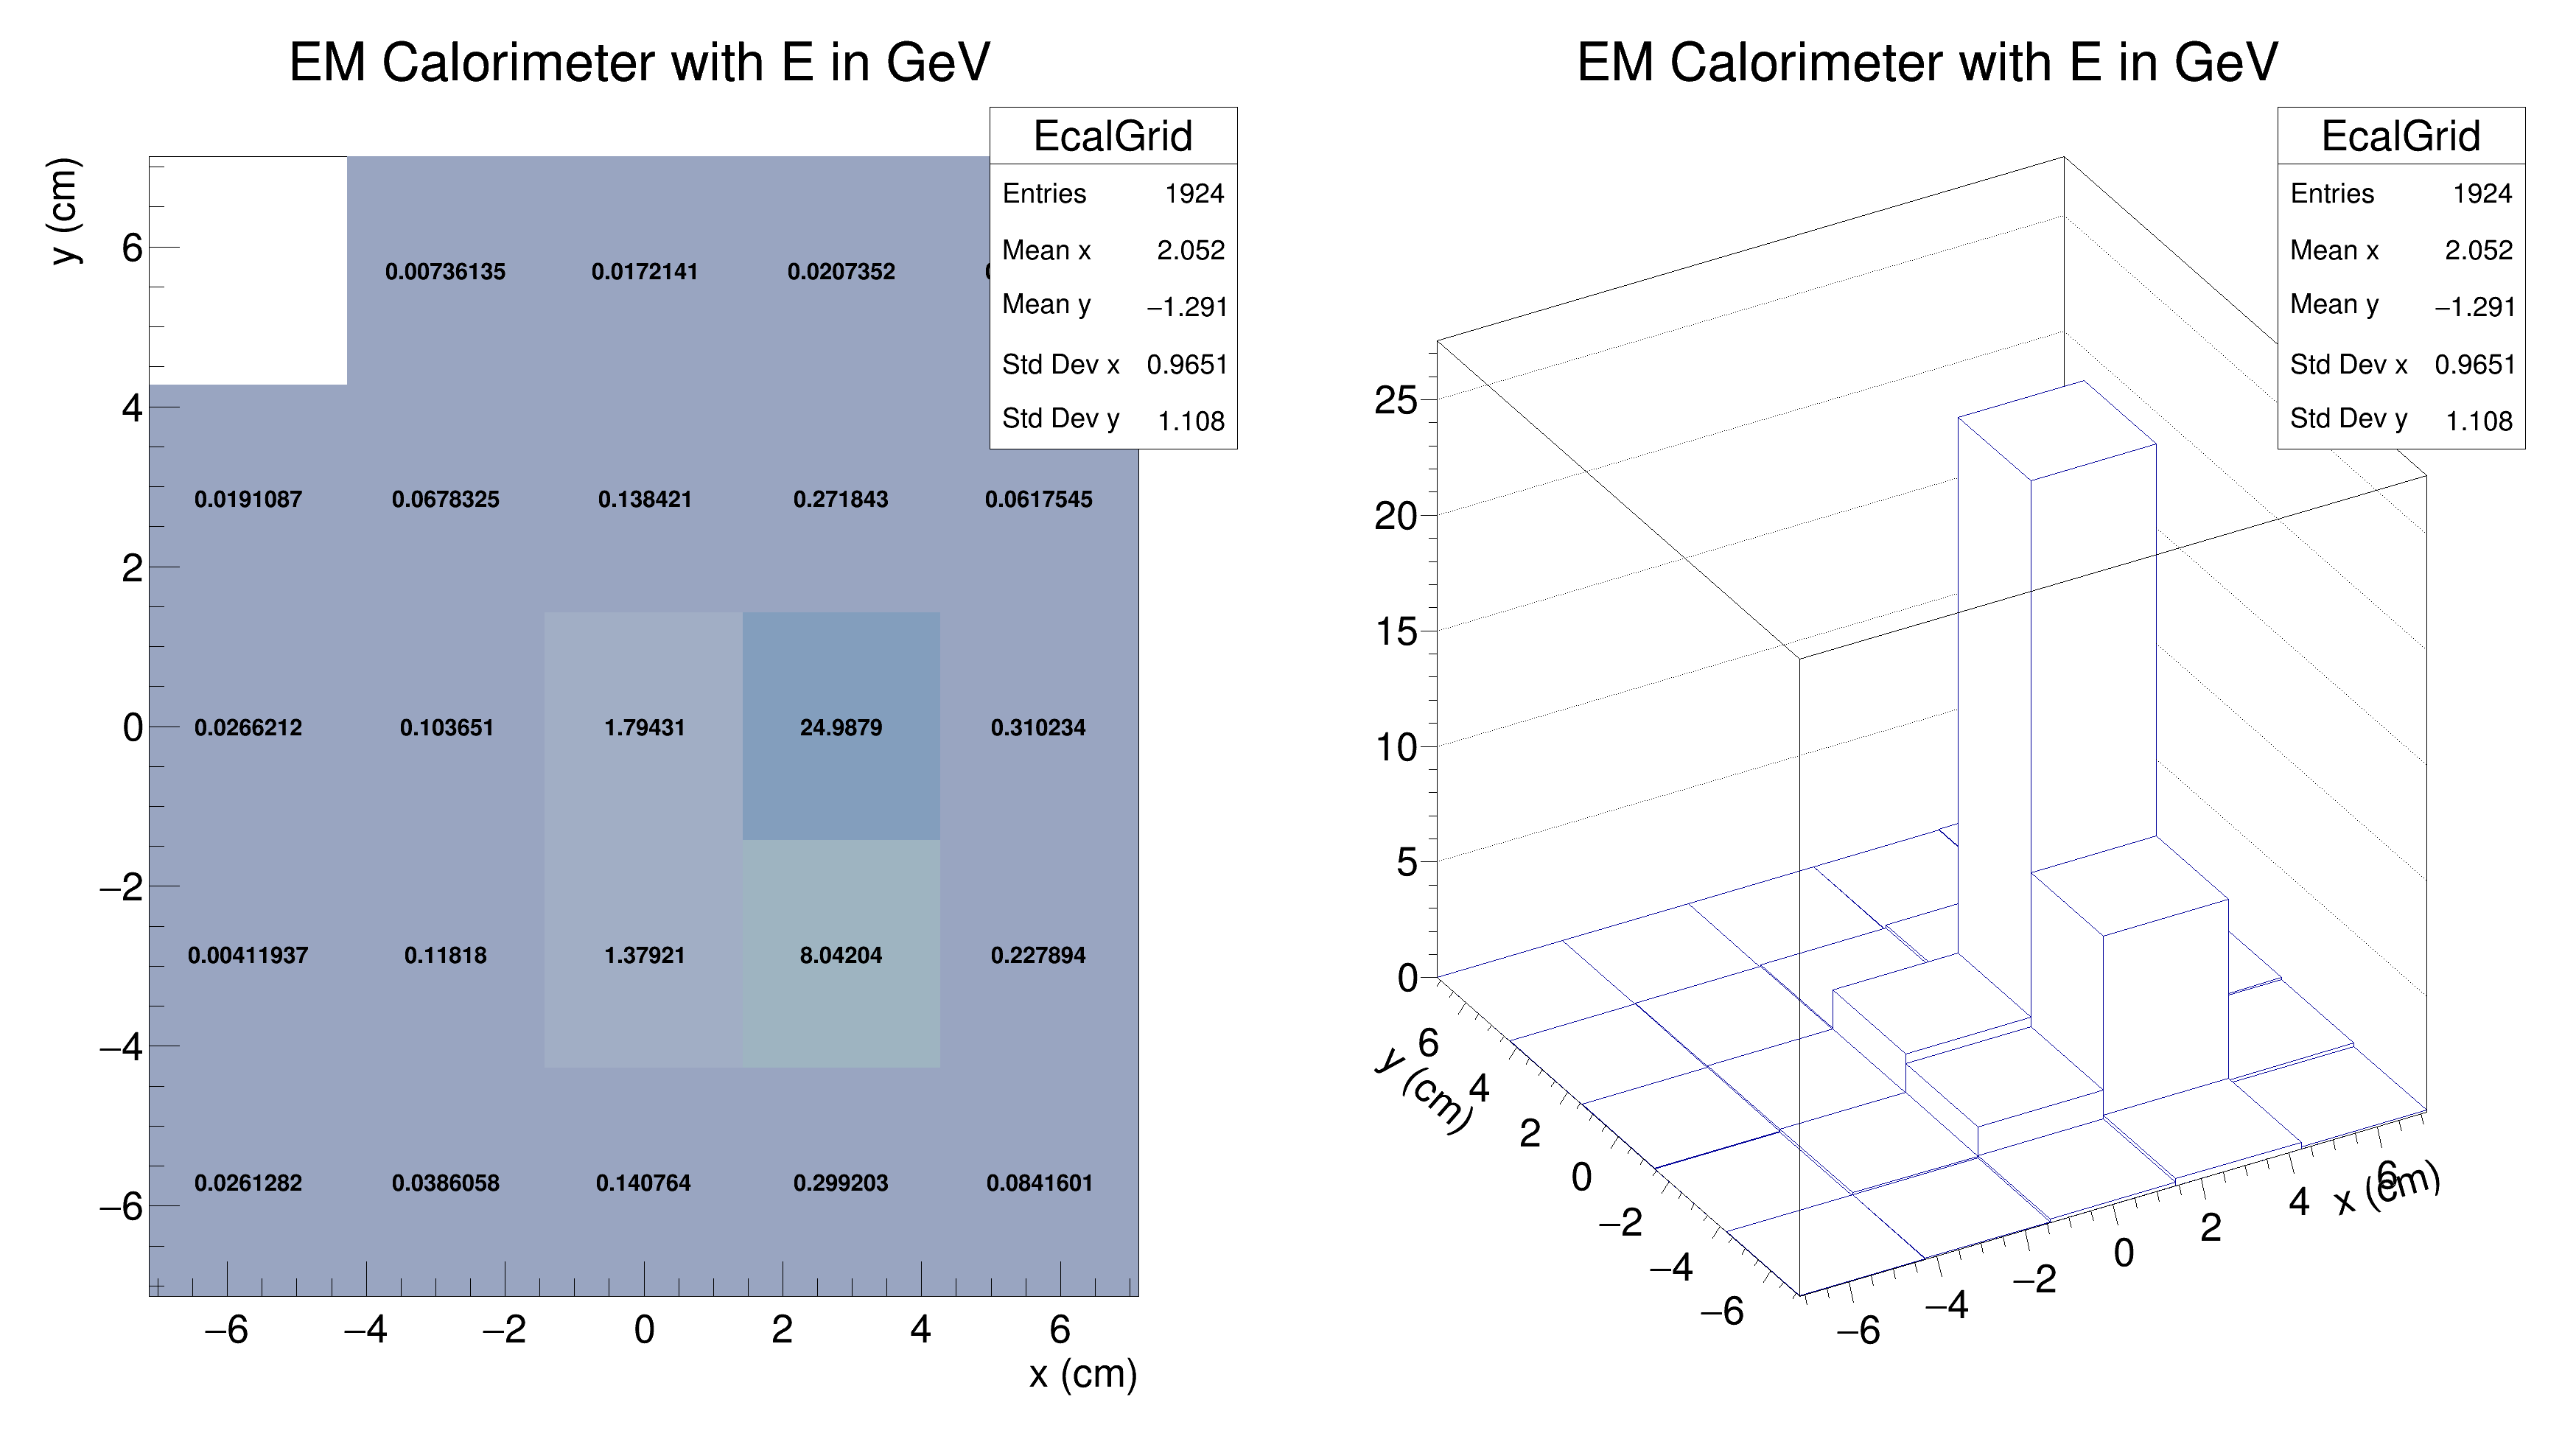 EM Calorimeter with E in GeV
EcalGrid
Entries 1924
Mean x 2.052
Mean y −1.291
Std Dev x 0.9651
Std Dev y 1.108
y (cm)
6
4
2
0
−2
−4
−6
0.00736135 0.0172141 0.0207352
0.0191087 0.0678325 0.138421 0.271843 0.0617545
0.0266212 0.103651 1.79431 24.9879 0.310234
0.00411937 0.11818 1.37921 8.04204 0.227894
0.0261282 0.0386058 0.140764 0.299203 0.0841601
−6 −4 −2 0 2 4 6
x (cm)
EM Calorimeter with E in GeV
EcalGrid
Entries 1924
Mean x 2.052
Mean y −1.291
Std Dev x 0.9651
Std Dev y 1.108
25
20
15
10
5
0
y (cm)
6
4
2
0
−2
−4
−6
−6
−4
−2
0
2
4
6
x (cm)